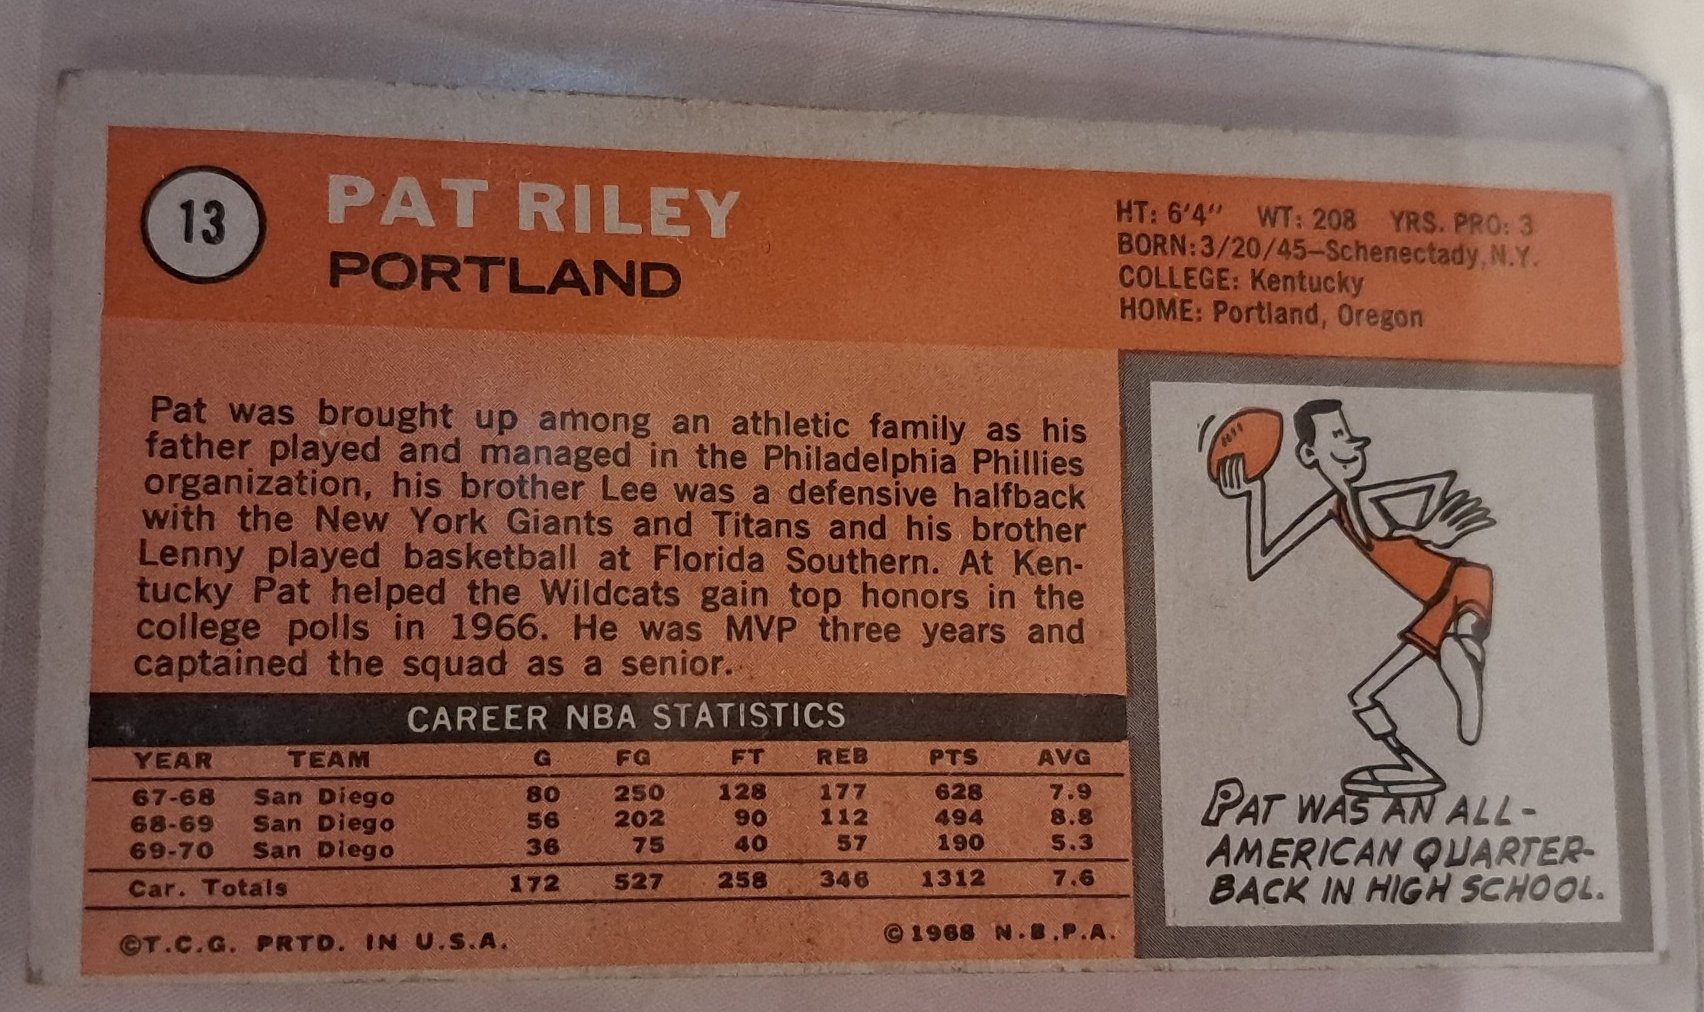 13
PAT RILEY
PORTLAND
HT: 6'4" WT: 208 YRS. PRO: 3
BORN: 3/20/45—Schenectady, N.Y.
COLLEGE: Kentucky
HOME: Portland, Oregon
Pat was brought up among an athletic family as his
father played and managed in the Philadelphia Phillies
organization, his brother Lee was a defensive halfback
with the New York Giants and Titans and his brother
Lenny played basketball at Florida Southern. At Ken-
tucky Pat helped the Wildcats gain top honors in the
college polls in 1966. He was MVP three years and
captained the squad as a senior.
CAREER NBA STATISTICS
YEAR TEAM G FG FT REB PTS AVG
67-68 San Diego 80 250 128 177 628 7.9
68-69 San Diego 56 202 90 112 494 8.8
69-70 San Diego 36 75 40 57 190 5.3
Car. Totals 172 527 258 346 1312 7.6
©T.C.G. PRTD. IN U.S.A.
©1968 N.B.P.A.
PAT WAS AN ALL-
AMERICAN QUARTER-
BACK IN HIGH SCHOOL.